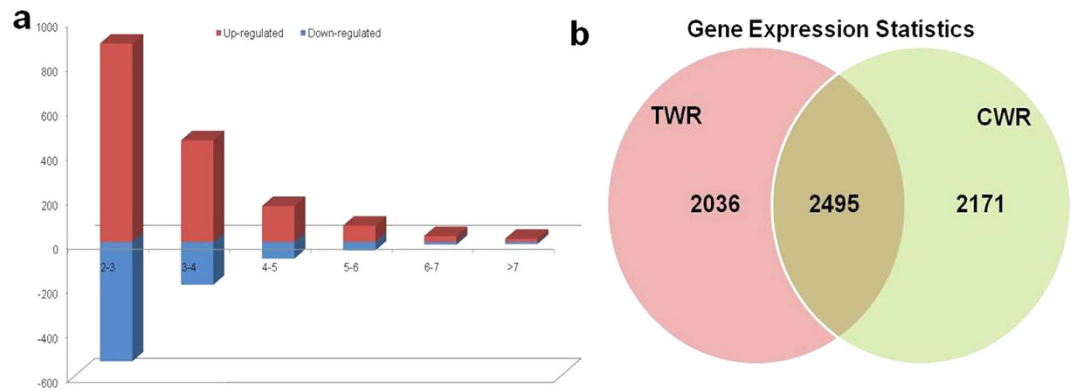 a
1000
800
600
400
200
0
-200
-400
-600
Up-regulated Down-regulated
2-3 3-4 4-5 5-6 6-7 >7
b
Gene Expression Statistics
TWR CWR
2036 2495 2171